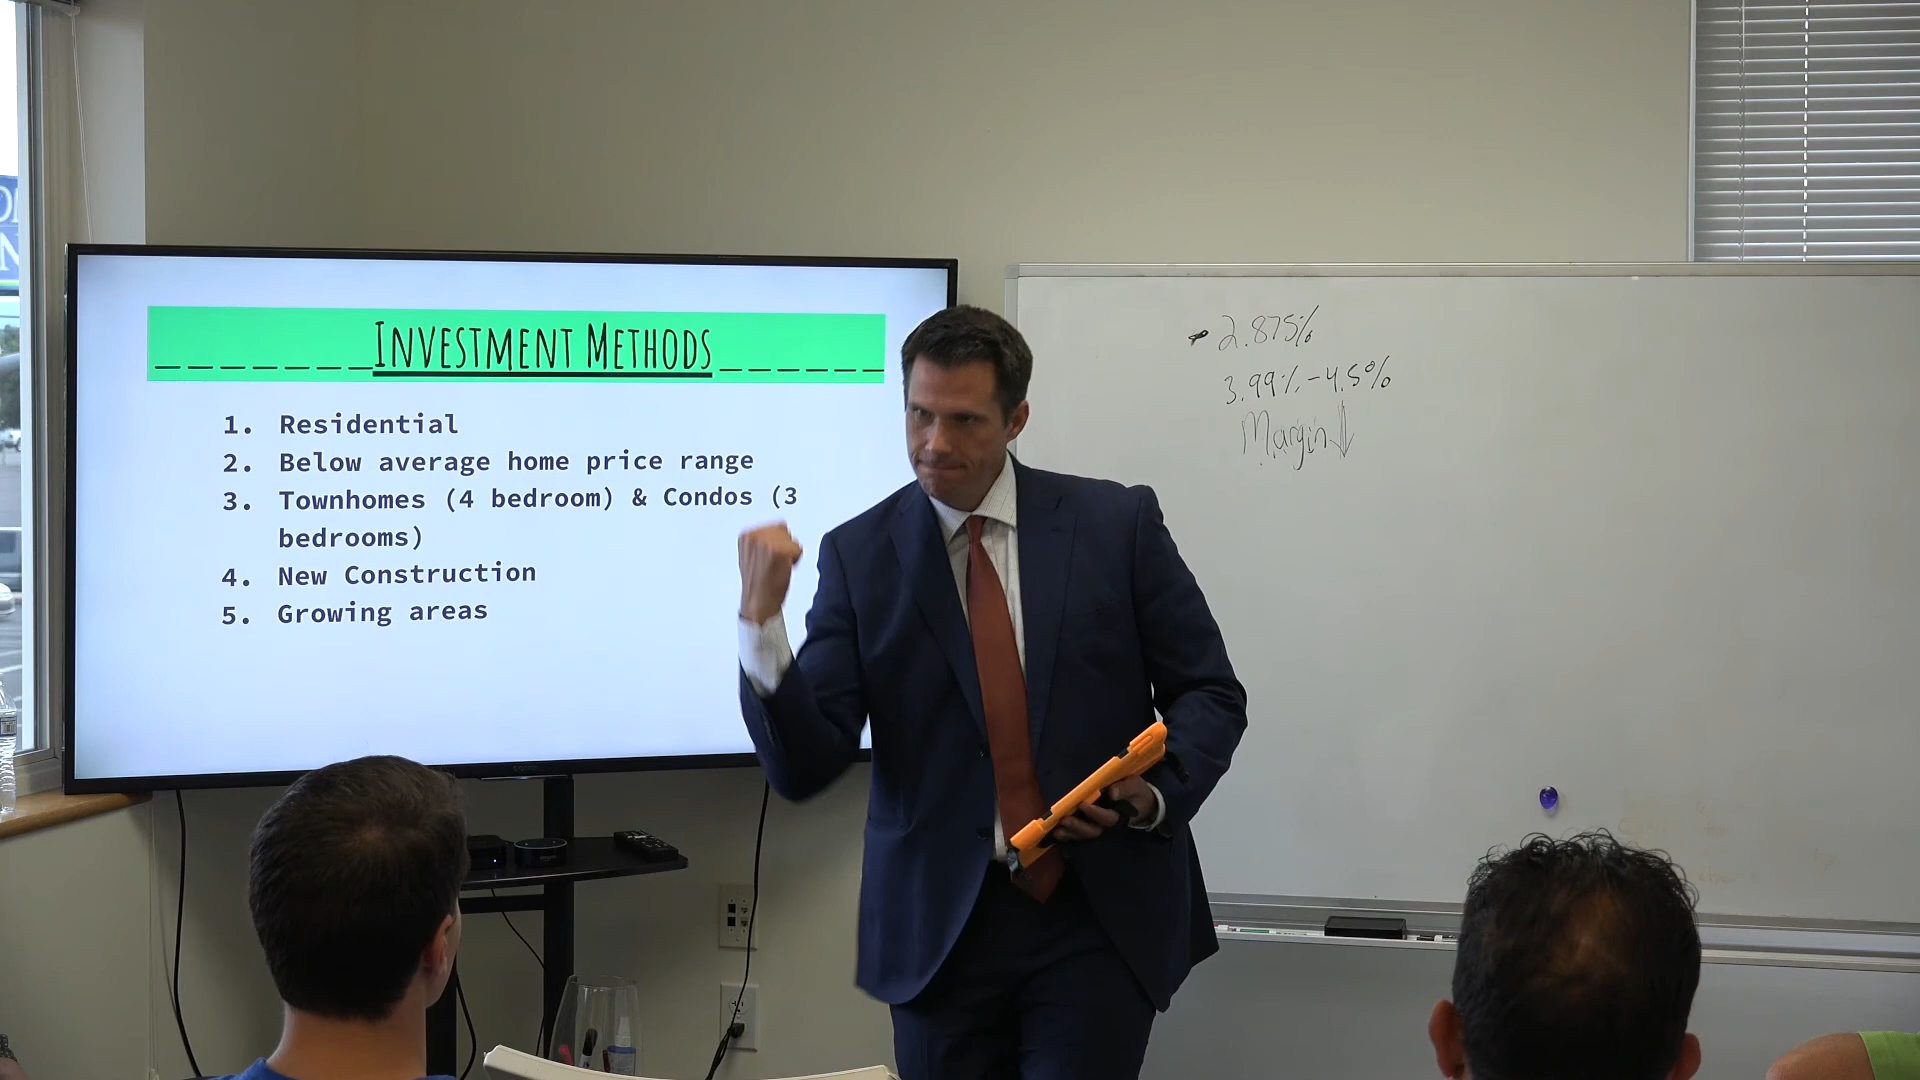 Investment Methods
1. Residential
2. Below average home price range
3. Townhomes (4 bedroom) & Condos (3
bedrooms)
4. New Construction
5. Growing areas
2.875%
3.99%-4.5%
Margin↓